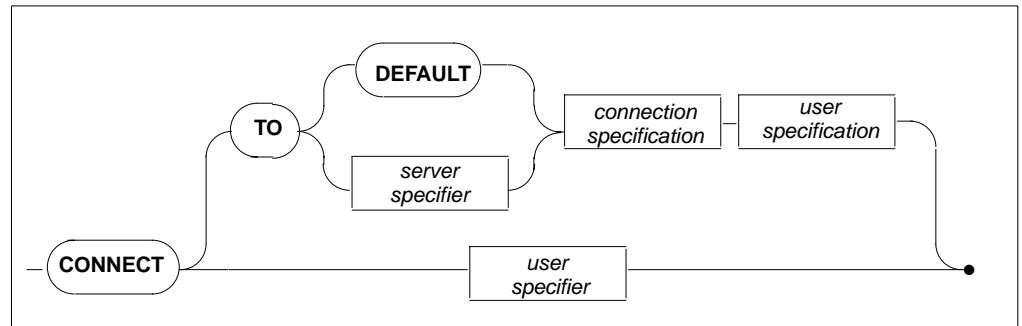 DEFAULT
TO
connection
specification
user
specification
server
specifier
CONNECT
user
specifier